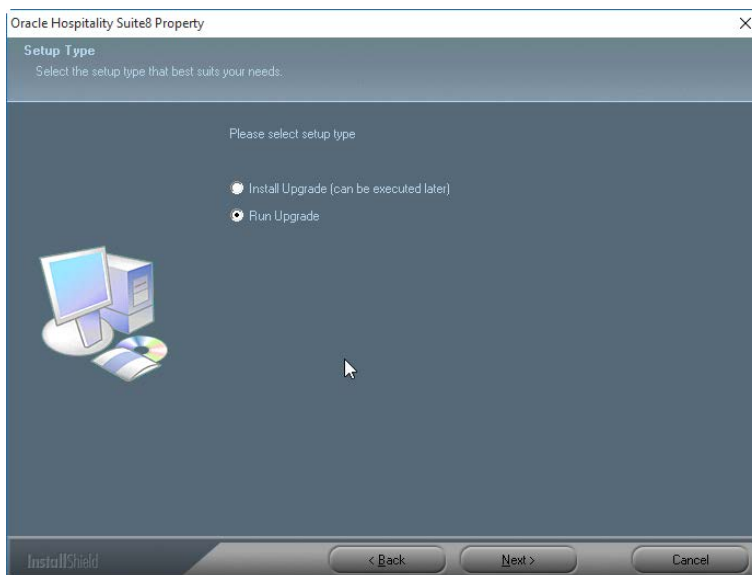 Oracle Hospitality Suite8 Property
Setup Type
Select the setup type that best suits your needs.
Please select setup type
Install Upgrade (can be executed later)
Run Upgrade
InstallShield
< Back
Next >
Cancel